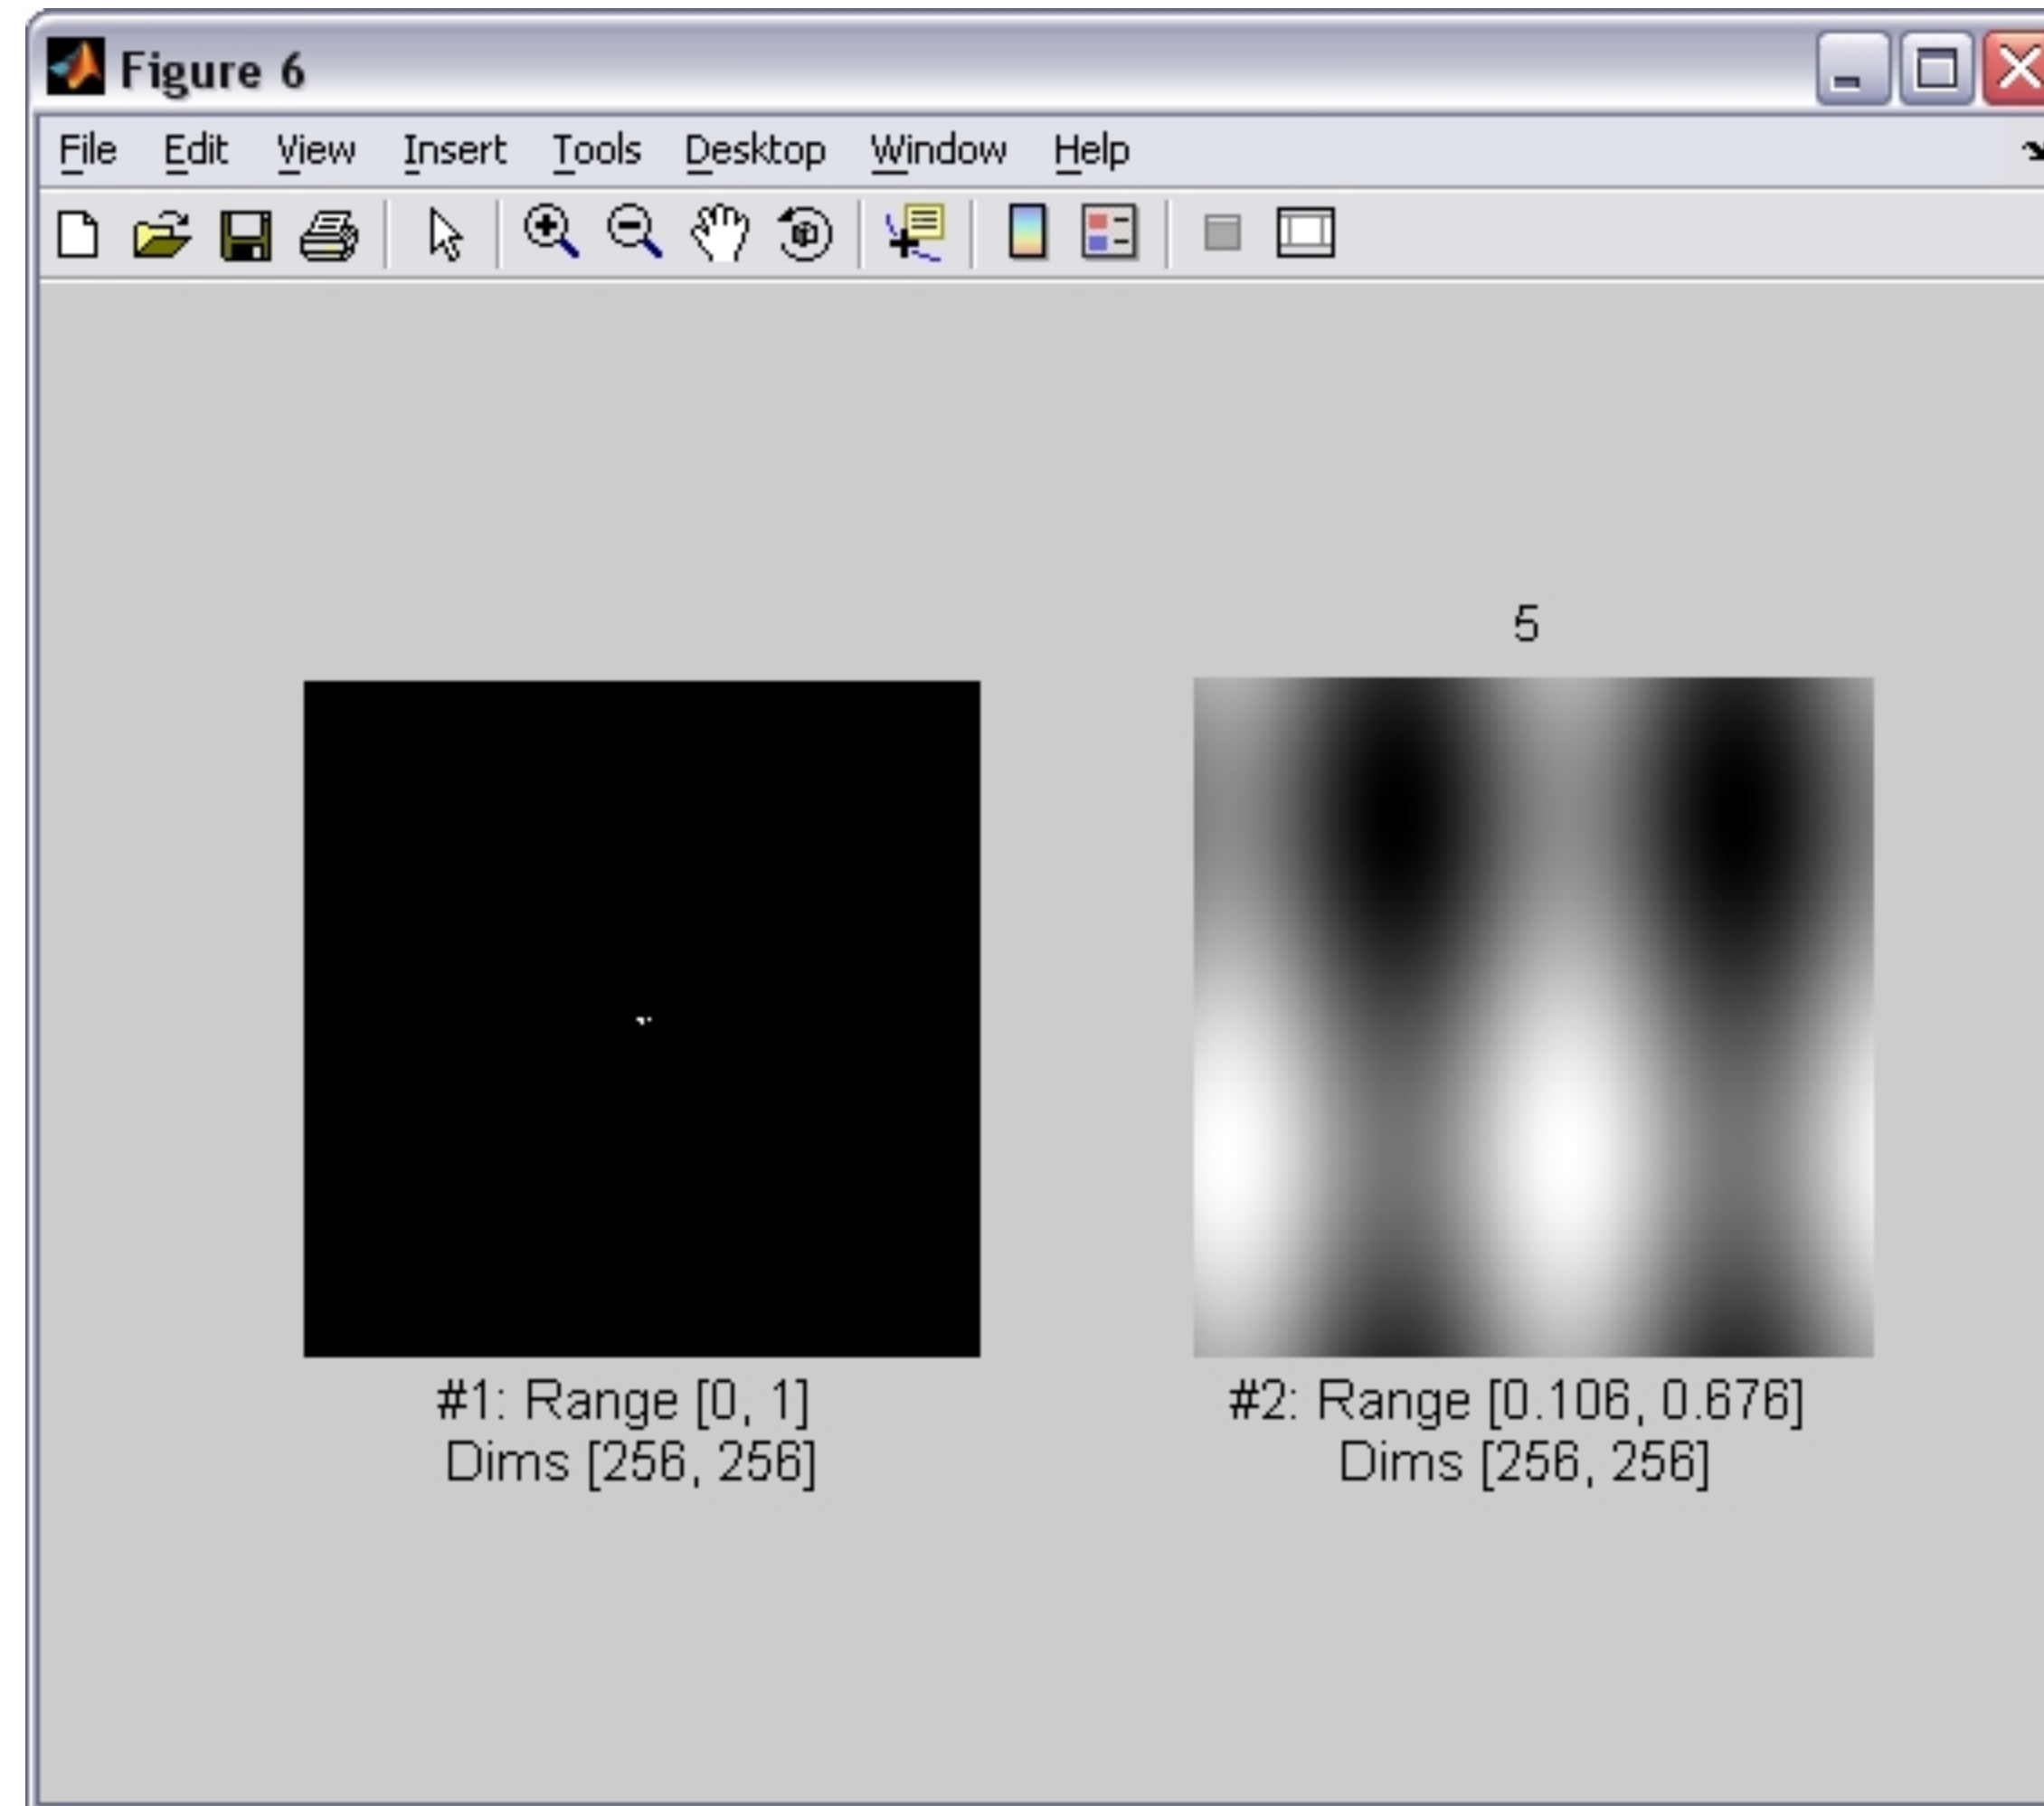 Figure 6
File Edit View Insert Tools Desktop Window Help
5
#1: Range [0, 1]
Dims [256, 256]
#2: Range [0.106, 0.676]
Dims [256, 256]